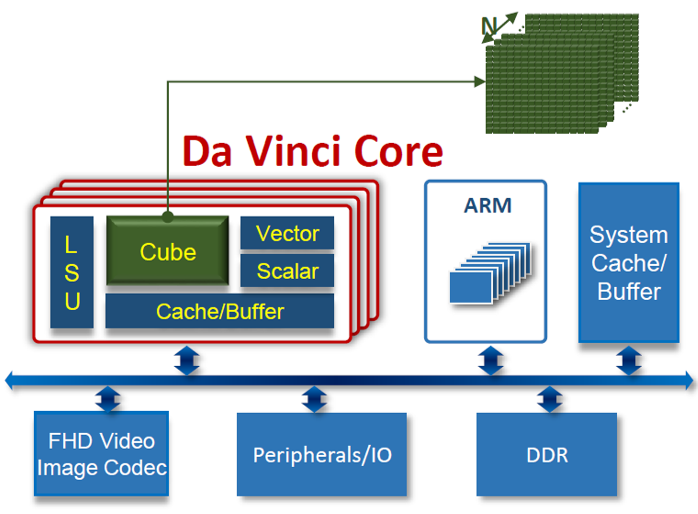 N
Da Vinci Core
L
S
U
Cube
Vector
Scalar
Cache/Buffer
ARM
System
Cache/
Buffer
FHD Video
Image Codec
Peripherals/IO
DDR